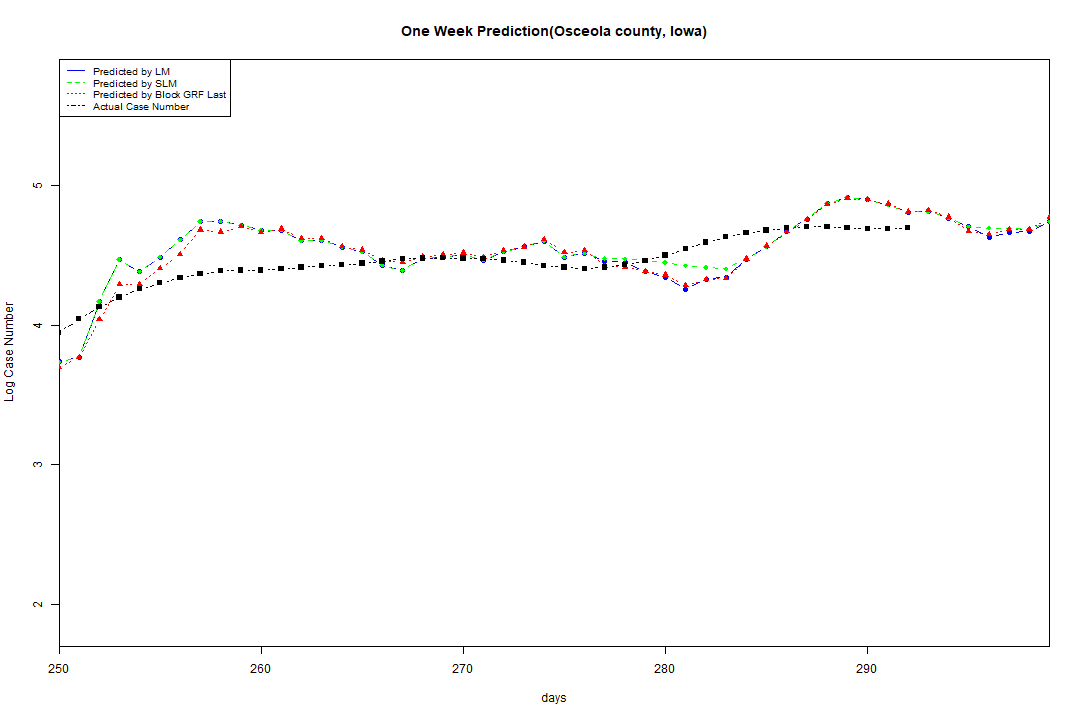 One Week Prediction(Osceola county, Iowa)
Predicted by LM
Predicted by SLM
Predicted by Block GRF Last
Actual Case Number
5
4
3
2
Log Case Number
250 260 270 280 290
days